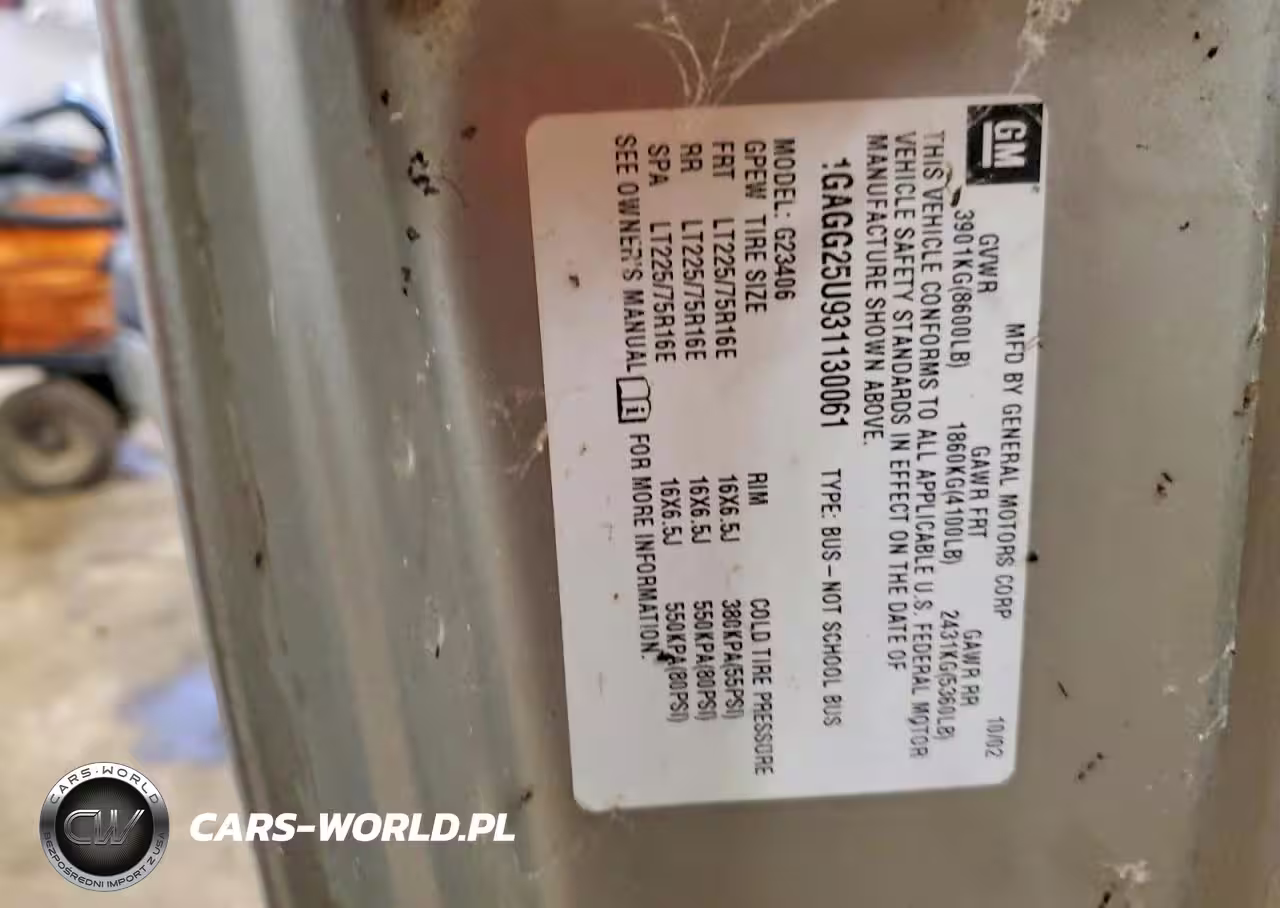 GM
MFD BY GENERAL MOTORS CORP 10/02
GVWR GAWR FRT GAWR RR
3901KG(8600LB) 1860KG(4100LB) 2431KG(5360LB)
THIS VEHICLE CONFORMS TO ALL APPLICABLE U.S. FEDERAL MOTOR
VEHICLE SAFETY STANDARDS IN EFFECT ON THE DATE OF
MANUFACTURE SHOWN ABOVE.
1GAGG25U931130061 TYPE: BUS-NOT SCHOOL BUS
MODEL: G23406
GPEW TIRE SIZE RIM COLD TIRE PRESSURE
FRT LT225/75R16E 16X6.5J 380KPA(55PSI)
RR LT225/75R16E 16X6.5J 550KPA(80PSI)
SPA LT225/75R16E 16X6.5J 550KPA(80PSI)
SEE OWNER'S MANUAL i FOR MORE INFORMATION.
CARS-WORLD
CW
BEZPOŚREDNI IMPORT Z USA
CARS-WORLD.PL